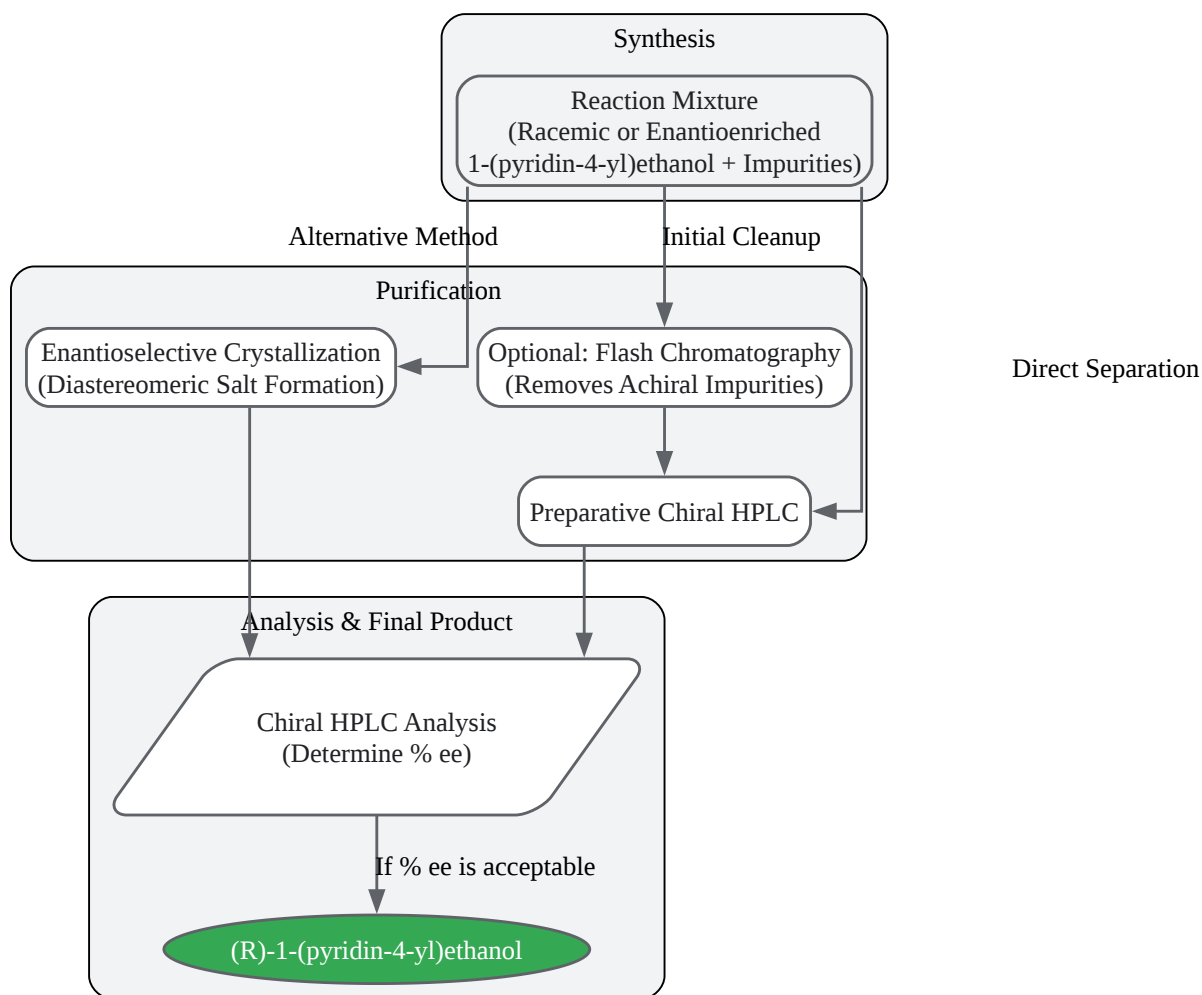 Synthesis
Reaction Mixture
(Racemic or Enantioenriched
1-(pyridin-4-yl)ethanol + Impurities)
Alternative Method
Initial Cleanup
Purification
Enantioselective Crystallization
(Diastereomeric Salt Formation)
Optional: Flash Chromatography
(Removes Achiral Impurities)
Direct Separation
Preparative Chiral HPLC
Analysis & Final Product
Chiral HPLC Analysis
(Determine % ee)
If % ee is acceptable
(R)-1-(pyridin-4-yl)ethanol